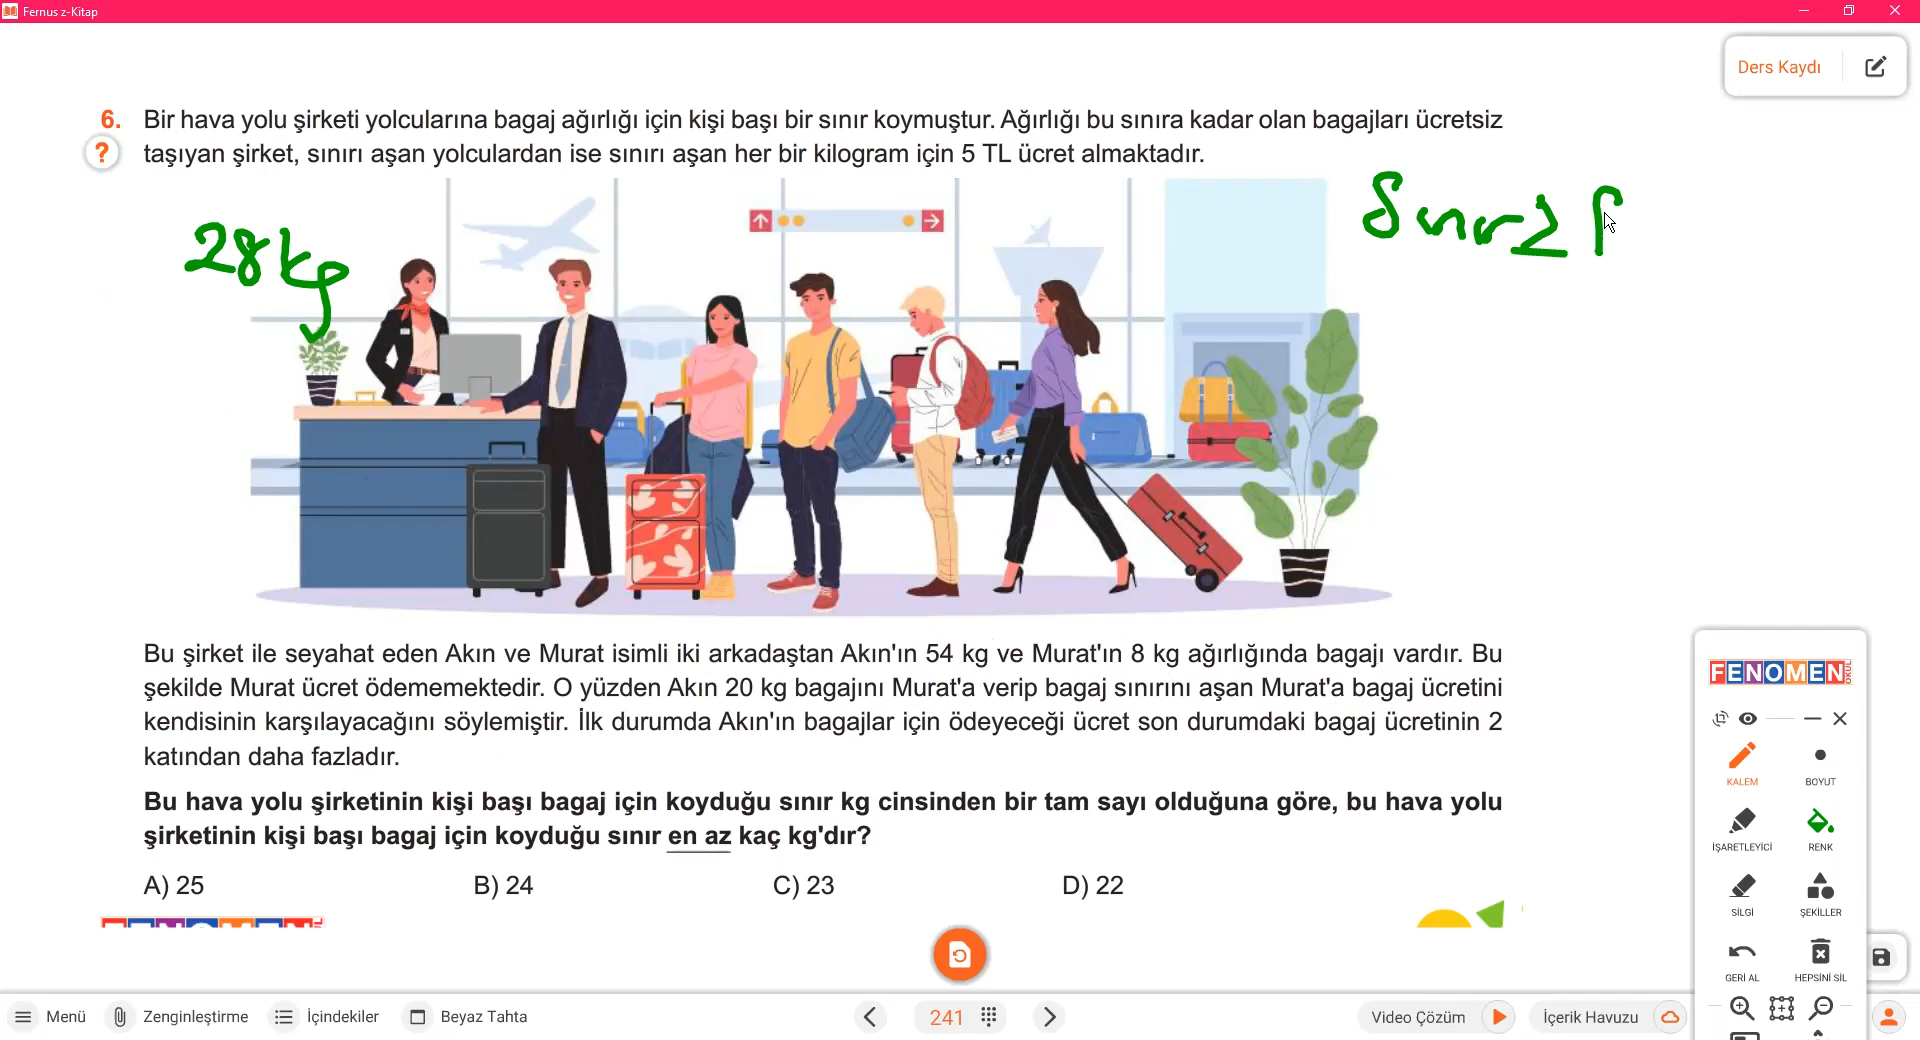 Fernus z-Kitap
Ders Kaydı
6. Bir hava yolu şirketi yolcularına bagaj ağırlığı için kişi başı bir sınır koymuştur. Ağırlığı bu sınıra kadar olan bagajları ücretsiz
? taşıyan şirket, sınırı aşan yolculardan ise sınırı aşan her bir kilogram için 5 TL ücret almaktadır.
28 kg
Sınır ≥
Bu şirket ile seyahat eden Akın ve Murat isimli iki arkadaştan Akın'ın 54 kg ve Murat'ın 8 kg ağırlığında bagajı vardır. Bu
şekilde Murat ücret ödememektedir. O yüzden Akın 20 kg bagajını Murat'a verip bagaj sınırını aşan Murat'a bagaj ücretini
kendisinin karşılayacağını söylemiştir. İlk durumda Akın'ın bagajlar için ödeyeceği ücret son durumdaki bagaj ücretinin 2
katından daha fazladır.
Bu hava yolu şirketinin kişi başı bagaj için koyduğu sınır kg cinsinden bir tam sayı olduğuna göre, bu hava yolu
şirketinin kişi başı bagaj için koyduğu sınır en az kaç kg'dır?
A) 25 B) 24 C) 23 D) 22
FENOMEN OKUL
KALEM BOYUT
İŞARETLEYİCİ RENK
SİLGİ ŞEKİLLER
GERİ AL HEPSİNİ SİL
Menü Zenginleştirme İçindekiler Beyaz Tahta 241 Video Çözüm İçerik Havuzu